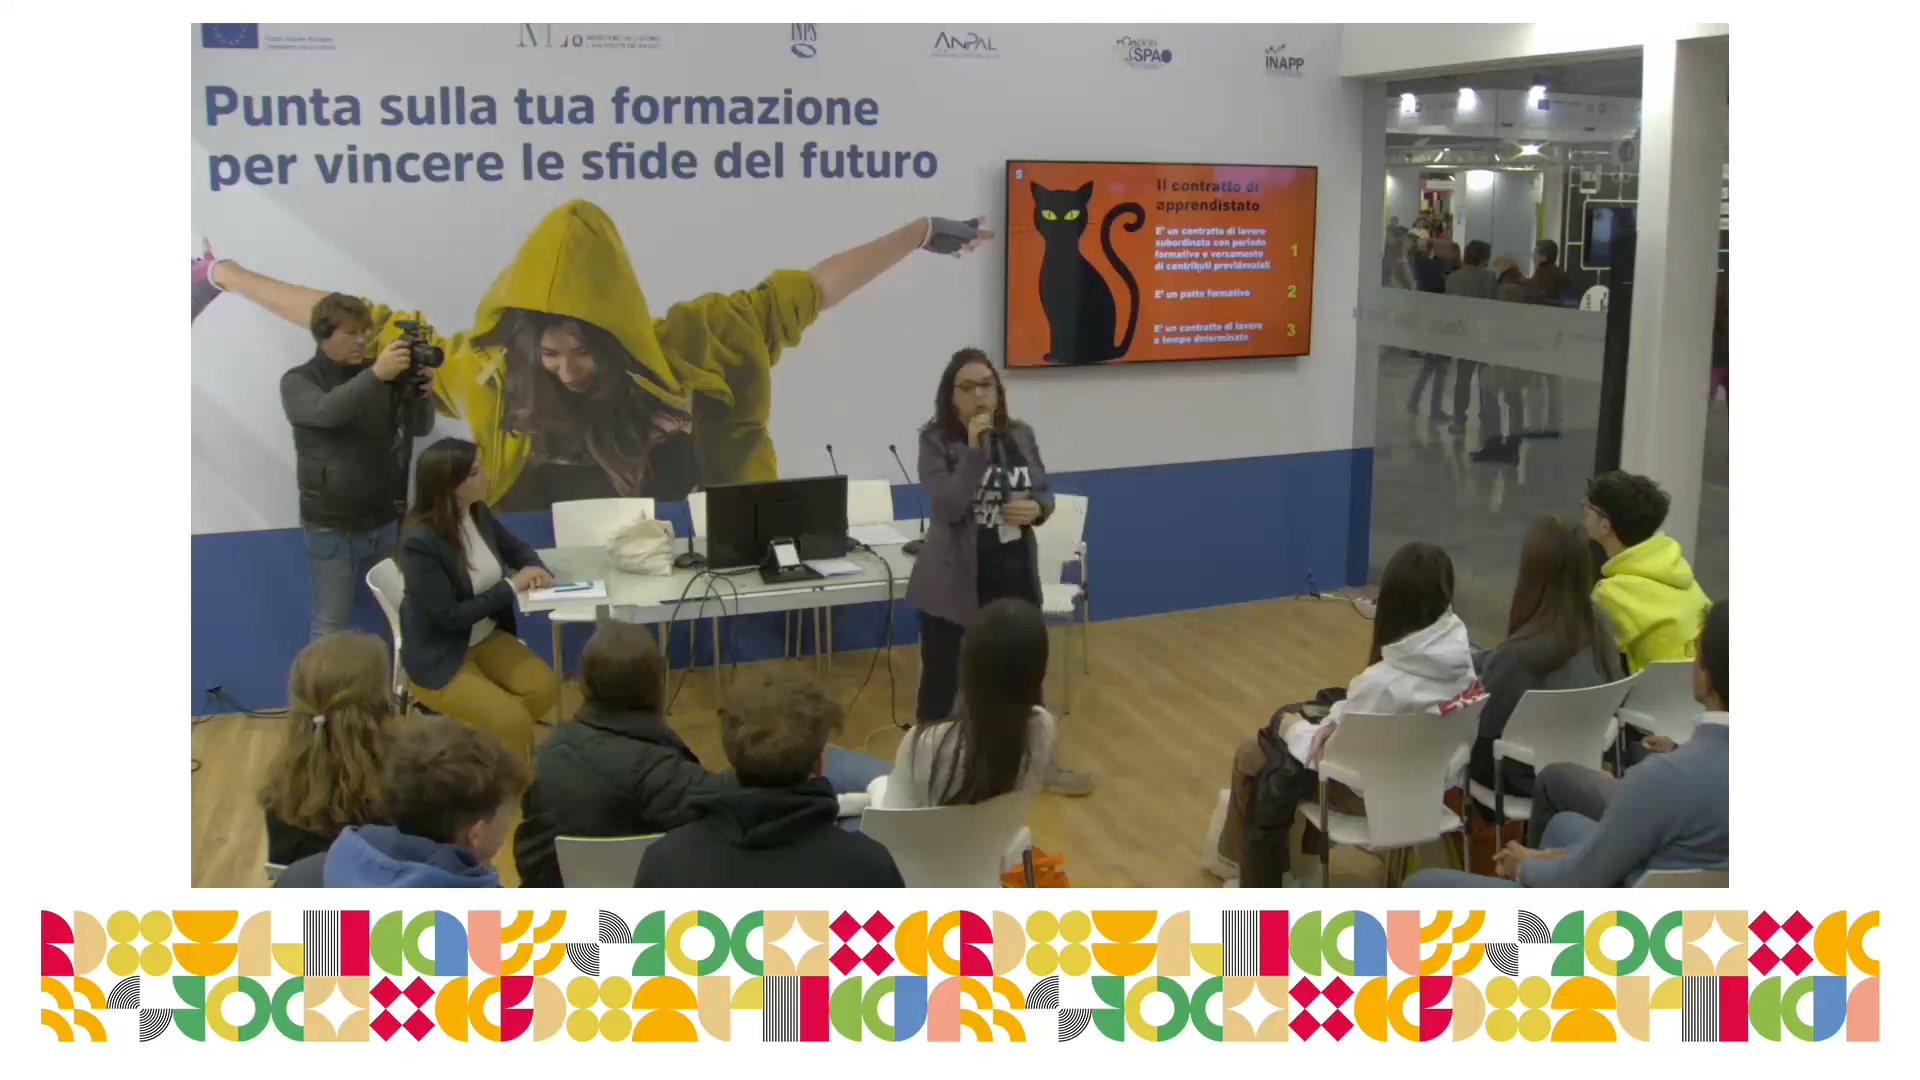 INPS
ANPAL
SPAO
INAPP
Punta sulla tua formazione
per vincere le sfide del futuro
5
Il contratto di
apprendistato
E' un contratto di lavoro
subordinato con periodo
formativo e versamento
di contributi previdenziali
1
E' un patto formativo
2
E' un contratto di lavoro
a tempo determinato
3